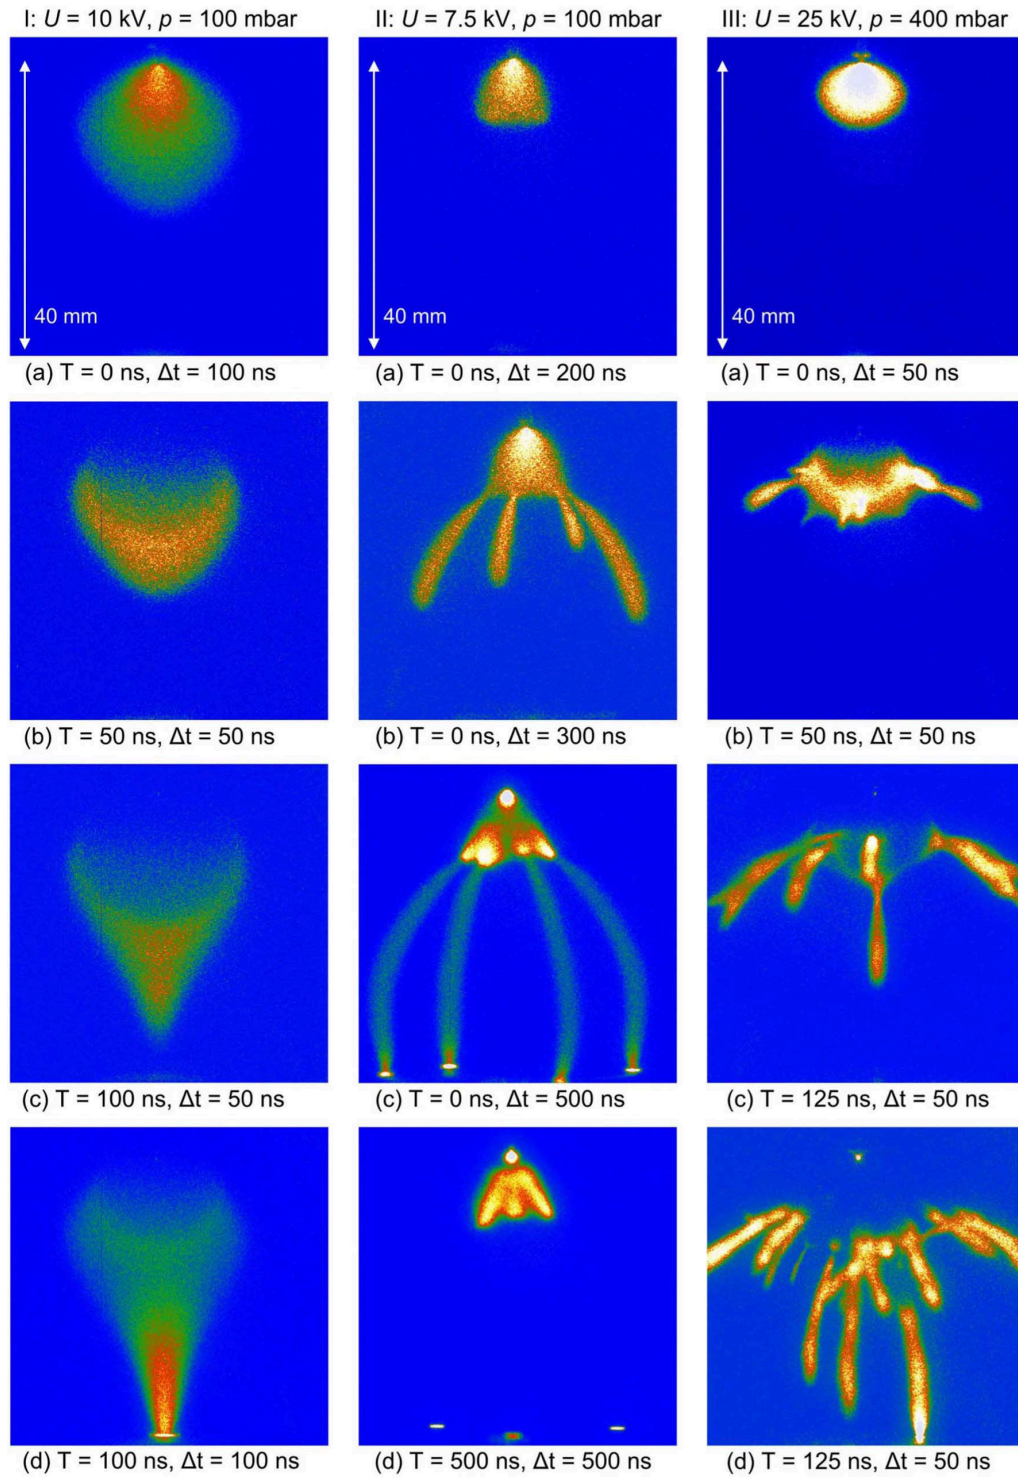 I: U = 10 kV, p = 100 mbar
II: U = 7.5 kV, p = 100 mbar
III: U = 25 kV, p = 400 mbar
40 mm
40 mm
40 mm
(a) T = 0 ns, Δt = 100 ns
(a) T = 0 ns, Δt = 200 ns
(a) T = 0 ns, Δt = 50 ns
(b) T = 50 ns, Δt = 50 ns
(b) T = 0 ns, Δt = 300 ns
(b) T = 50 ns, Δt = 50 ns
(c) T = 100 ns, Δt = 50 ns
(c) T = 0 ns, Δt = 500 ns
(c) T = 125 ns, Δt = 50 ns
(d) T = 100 ns, Δt = 100 ns
(d) T = 500 ns, Δt = 500 ns
(d) T = 125 ns, Δt = 50 ns